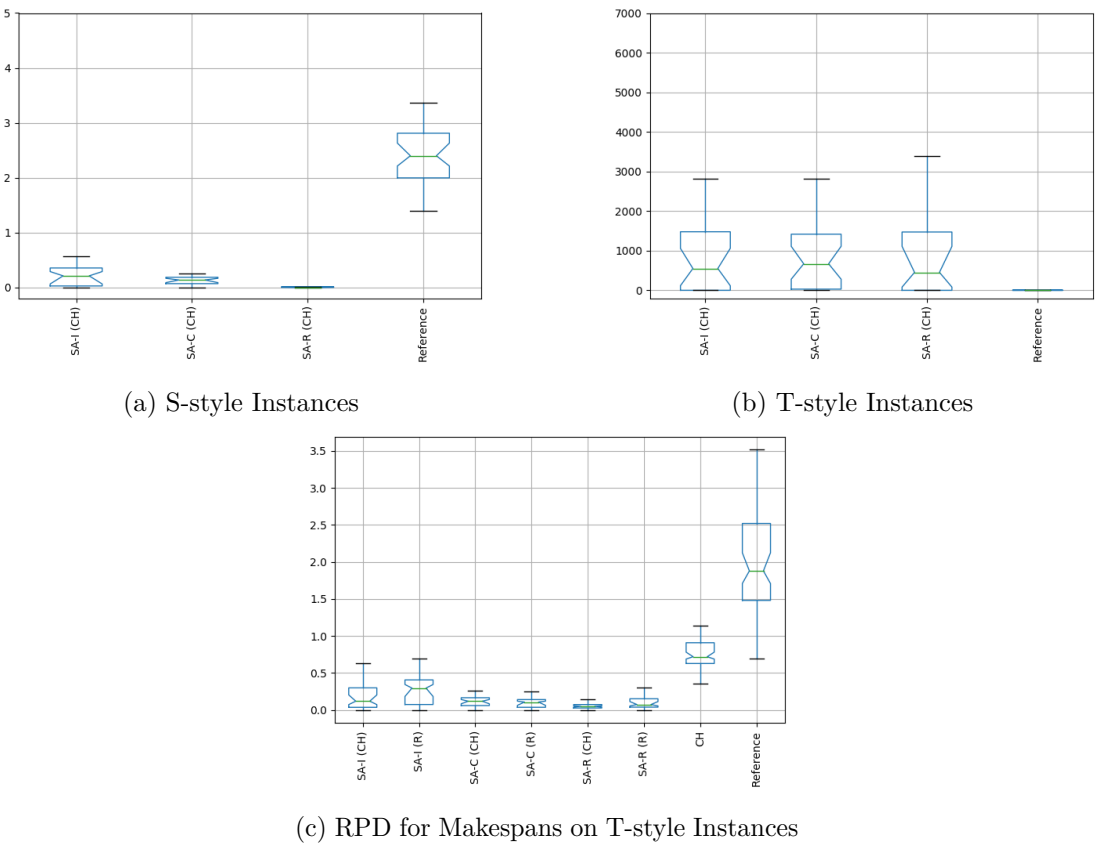 5
4
3
2
1
0
SA-I (CH)
SA-C (CH)
SA-R (CH)
Reference
(a) S-style Instances
7000
6000
5000
4000
3000
2000
1000
0
SA-I (CH)
SA-C (CH)
SA-R (CH)
Reference
(b) T-style Instances
3.5
3.0
2.5
2.0
1.5
1.0
0.5
0.0
SA-I (CH)
SA-I (R)
SA-C (CH)
SA-C (R)
SA-R (CH)
SA-R (R)
CH
Reference
(c) RPD for Makespans on T-style Instances